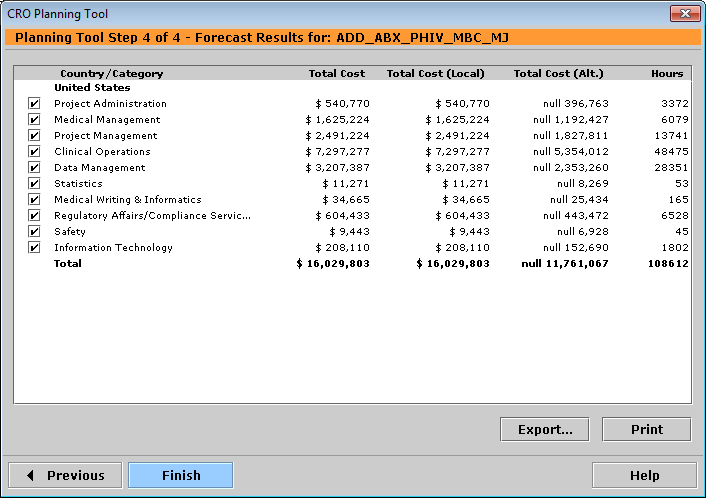 CRO Planning Tool
Planning Tool Step 4 of 4 - Forecast Results for: ADD_ABX_PHIV_MBC_MJ
Country/Category Total Cost Total Cost (Local) Total Cost (Alt.) Hours
United States
Project Administration $ 540,770 $ 540,770 null 396,763 3372
Medical Management $ 1,625,224 $ 1,625,224 null 1,192,427 6079
Project Management $ 2,491,224 $ 2,491,224 null 1,827,811 13741
Clinical Operations $ 7,297,277 $ 7,297,277 null 5,354,012 48475
Data Management $ 3,207,387 $ 3,207,387 null 2,353,260 28351
Statistics $ 11,271 $ 11,271 null 8,269 53
Medical Writing & Informatics $ 34,665 $ 34,665 null 25,434 165
Regulatory Affairs/Compliance Servic... $ 604,433 $ 604,433 null 443,472 6528
Safety $ 9,443 $ 9,443 null 6,928 45
Information Technology $ 208,110 $ 208,110 null 152,690 1802
Total $ 16,029,803 $ 16,029,803 null 11,761,067 108612
Export... Print
Previous Finish Help